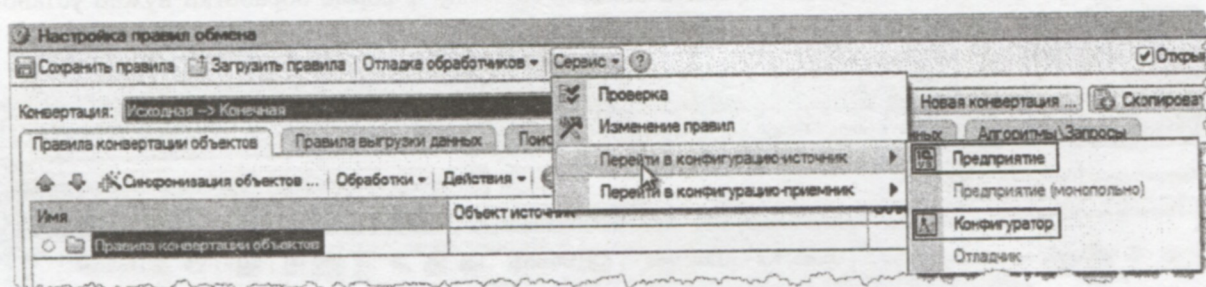 Настройка правил обмена
Сохранить правила Загрузить правила Отладка обработчиков Сервис ? Откры
Конвертация: Исходная --> Конечная
Проверка
Новая конвертация ... Скопироват
Правила конвертации объектов Правила выгрузки данных
Изменение правил
Алгоритмы\Запросы
Синхронизация объектов ... Обработки Действия
Перейти в конфигурацию-источник
Предприятие
Перейти в конфигурацию-приемник
Предприятие (монопольно)
Имя
Объект источник
Конфигуратор
Правила конвертации объектов
Отладчик